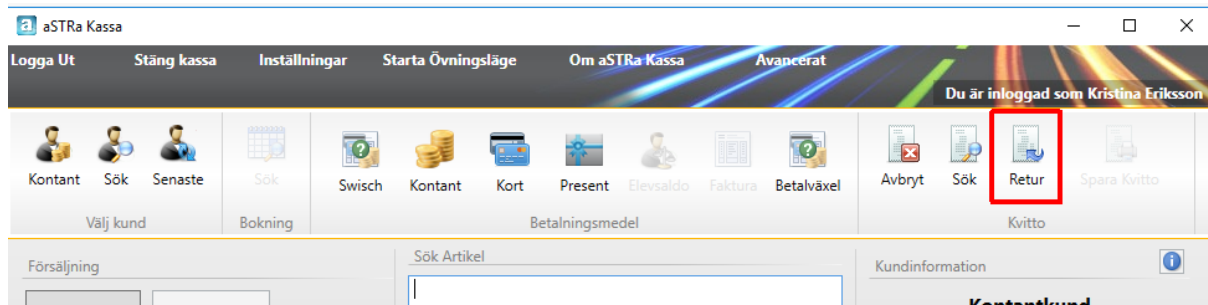 a aSTRa Kassa
Logga Ut Stäng kassa Inställningar Starta Övningsläge Om aSTRa Kassa Avancerat
Du är inloggad som Kristina Eriksson
Kontant Sök Senaste Sök Swisch Kontant Kort Present Elevsaldo Faktura Betalväxel Avbryt Sök Retur Spara Kvitto
Välj kund Bokning Betalningsmedel Kvitto
Försäljning Sök Artikel Kundinformation
Kontantkund